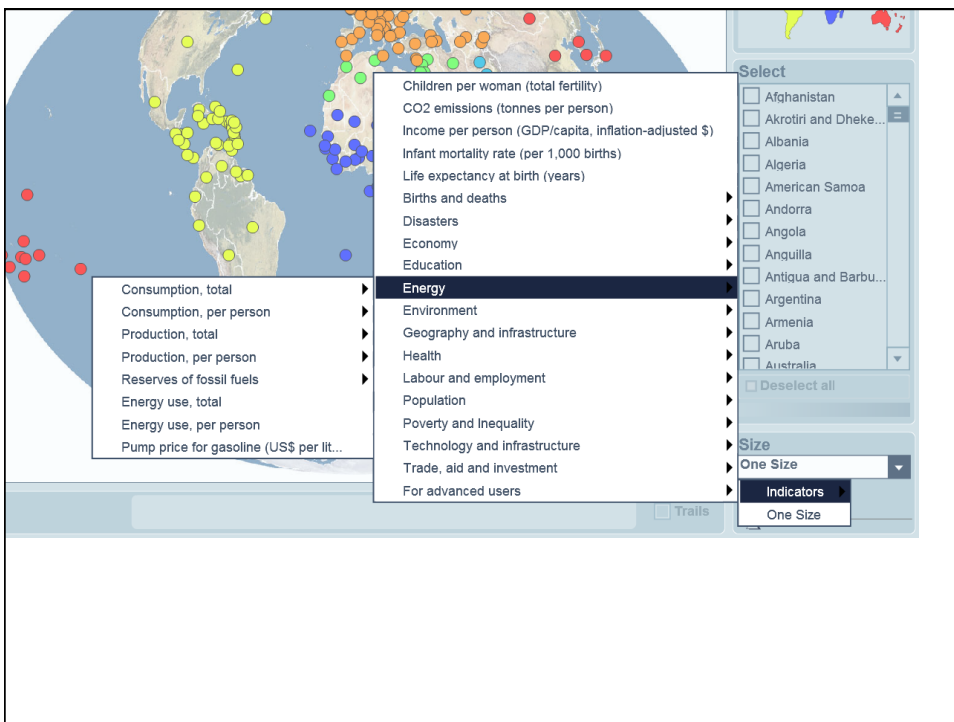 Select
Afghanistan
Akrotiri and Dheke...
Albania
Algeria
American Samoa
Andorra
Angola
Anguilla
Antigua and Barbu...
Argentina
Armenia
Aruba
Australia
Deselect all
Children per woman (total fertility)
CO2 emissions (tonnes per person)
Income per person (GDP/capita, inflation-adjusted $)
Infant mortality rate (per 1,000 births)
Life expectancy at birth (years)
Births and deaths
Disasters
Economy
Education
Energy
Environment
Geography and infrastructure
Health
Labour and employment
Population
Poverty and Inequality
Technology and infrastructure
Trade, aid and investment
For advanced users
Consumption, total
Consumption, per person
Production, total
Production, per person
Reserves of fossil fuels
Energy use, total
Energy use, per person
Pump price for gasoline (US$ per lit...
Size
One Size
Indicators
One Size
Trails